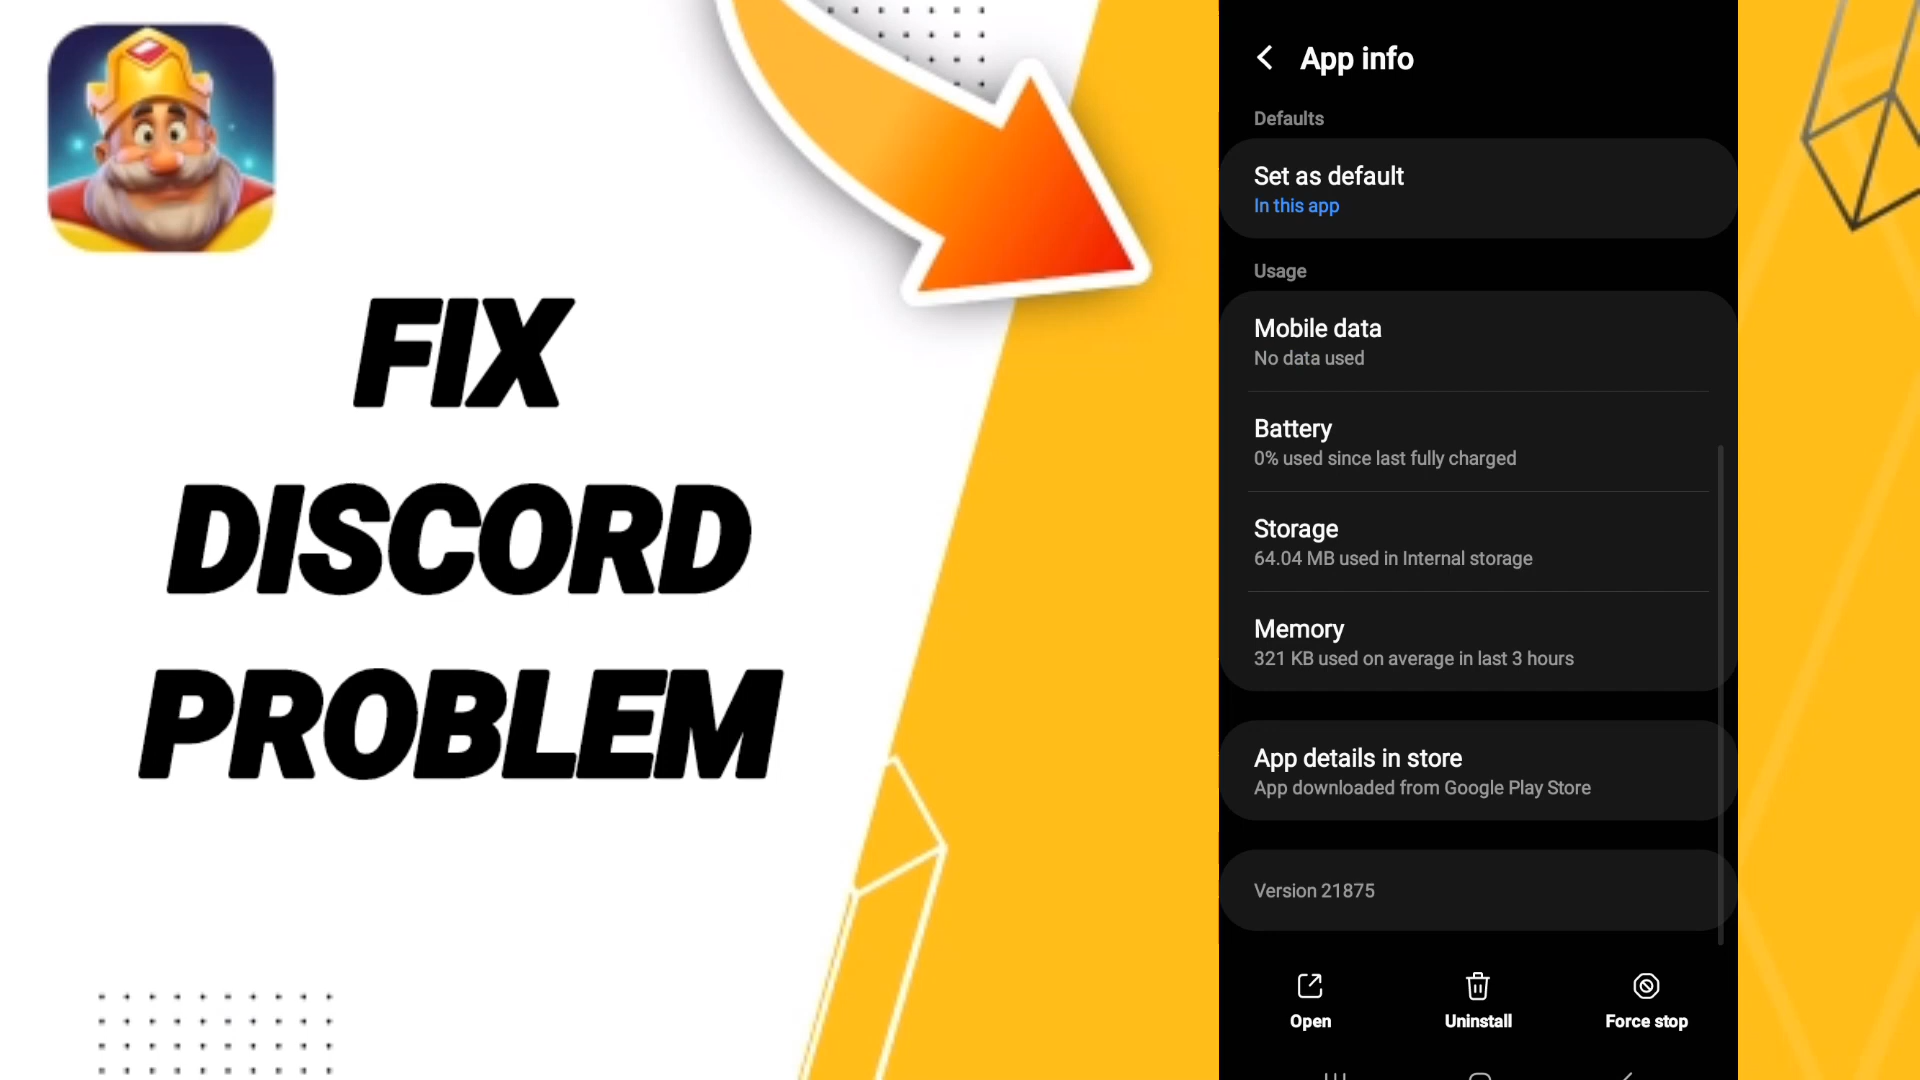 FIX
DISCORD
PROBLEM
App info
Defaults
Set as default
In this app
Usage
Mobile data
No data used
Battery
0% used since last fully charged
Storage
64.04 MB used in Internal storage
Memory
321 KB used on average in last 3 hours
App details in store
App downloaded from Google Play Store
Version 21875
Open
Uninstall
Force stop